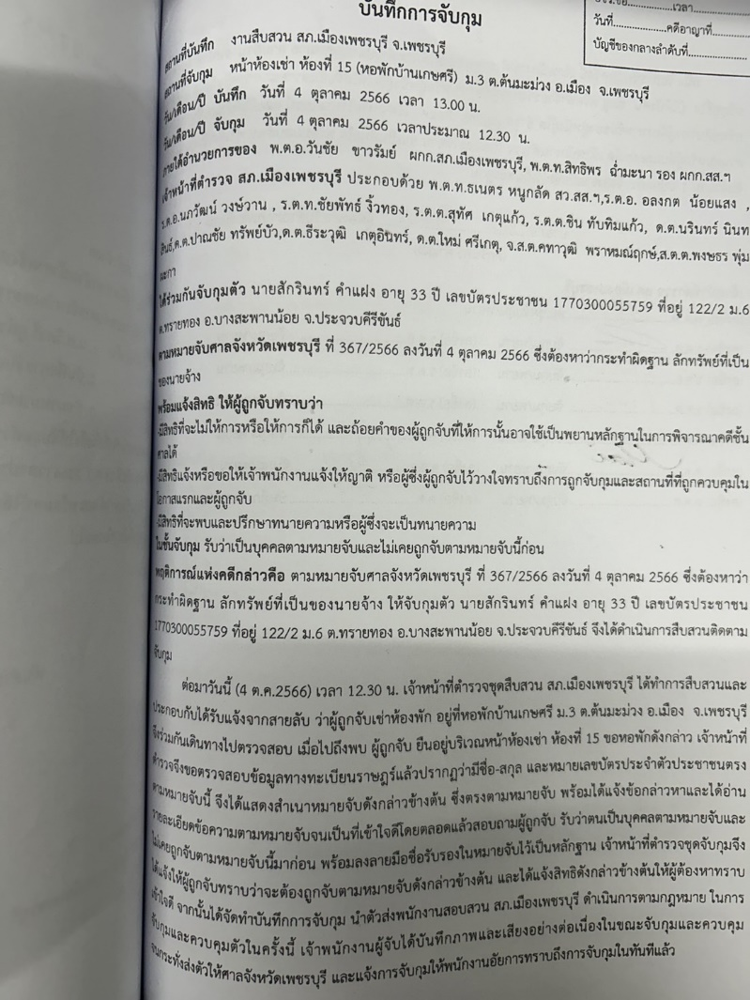 บันทึกการจับกุม
เวลา
วันที่................คดีอาญาที่................
บัญชีของกลางลำดับที่................
สถานที่บันทึก งานสืบสวน สภ.เมืองเพชรบุรี จ.เพชรบุรี
สถานที่จับกุม หน้าห้องเช่า ห้องที่ 15 (หอพักบ้านเกษศรี) ม.3 ต.ต้นมะม่วง อ.เมือง จ.เพชรบุรี
วัน/เดือน/ปี บันทึก วันที่ 4 ตุลาคม 2566 เวลา 13.00 น.
วัน/เดือน/ปี จับกุม วันที่ 4 ตุลาคม 2566 เวลาประมาณ 12.30 น.
ภายใต้อำนวยการของ พ.ต.อ.วันชัย ขาวรัมย์ ผกก.สภ.เมืองเพชรบุรี, พ.ต.ท.สิทธิพร ฉ่ำมะนา รอง ผกก.สส.ฯ
เจ้าหน้าที่ตำรวจ สภ.เมืองเพชรบุรี ประกอบด้วย พ.ต.ท.ธเนตร หนูกลัด สว.สส.ฯ,ร.ต.อ. อลงกต น้อยแสง ,
ร.ต.อ.นภวัฒน์ วงษ์วาน , ร.ต.ท.ชัยพัทธ์ งิ้วทอง, ร.ต.ต.สุทัศ เกตุแก้ว, ร.ต.ต.ชิน ทับทิมแก้ว, ด.ต.นรินทร์ นินท
สินธ์,ด.ต.ปาณชัย ทรัพย์บัว,ด.ต.ธีระวุฒิ เกตุอินทร์, ด.ต.ใหม่ ศรีเกตุ, จ.ส.ต.คทาวุฒิ พราหมณ์ฤกษ์,ส.ต.ต.พงษธร พุ่ม
มะกา
ได้ร่วมกันจับกุมตัว นายสักรินทร์ คำแฝง อายุ 33 ปี เลขบัตรประชาชน 1770300055759 ที่อยู่ 122/2 ม.6
ต.ทรายทอง อ.บางสะพานน้อย จ.ประจวบคีรีขันธ์
ตามหมายจับศาลจังหวัดเพชรบุรี ที่ 367/2566 ลงวันที่ 4 ตุลาคม 2566 ซึ่งต้องหาว่ากระทำผิดฐาน ลักทรัพย์ที่เป็น
ของนายจ้าง
พร้อมแจ้งสิทธิ ให้ผู้ถูกจับทราบว่า
-มีสิทธิที่จะไม่ให้การหรือให้การก็ได้ และถ้อยคำของผู้ถูกจับที่ให้การนั้นอาจใช้เป็นพยานหลักฐานในการพิจารณาคดีชั้น
ศาลได้
-มีสิทธิแจ้งหรือขอให้เจ้าพนักงานแจ้งให้ญาติ หรือผู้ซึ่งผู้ถูกจับไว้วางใจทราบถึงการถูกจับกุมและสถานที่ที่ถูกควบคุมใน
โอกาสแรกและผู้ถูกจับ
-มีสิทธิที่จะพบและปรึกษาทนายความหรือผู้ซึ่งจะเป็นทนายความ
ในชั้นจับกุม รับว่าเป็นบุคคลตามหมายจับและไม่เคยถูกจับตามหมายจับนี้ก่อน
พฤติการณ์แห่งคดีกล่าวคือ ตามหมายจับศาลจังหวัดเพชรบุรี ที่ 367/2566 ลงวันที่ 4 ตุลาคม 2566 ซึ่งต้องหาว่า
กระทำผิดฐาน ลักทรัพย์ที่เป็นของนายจ้าง ให้จับกุมตัว นายสักรินทร์ คำแฝง อายุ 33 ปี เลขบัตรประชาชน
1770300055759 ที่อยู่ 122/2 ม.6 ต.ทรายทอง อ.บางสะพานน้อย จ.ประจวบคีรีขันธ์ จึงได้ดำเนินการสืบสวนติดตาม
จับกุม
ต่อมาวันนี้ (4 ต.ค.2566) เวลา 12.30 น. เจ้าหน้าที่ตำรวจชุดสืบสวน สภ.เมืองเพชรบุรี ได้ทำการสืบสวนและ
ประกอบกับได้รับแจ้งจากสายลับ ว่าผู้ถูกจับเช่าห้องพัก อยู่ที่หอพักบ้านเกษศรี ม.3 ต.ต้นมะม่วง อ.เมือง จ.เพชรบุรี
จึงร่วมกันเดินทางไปตรวจสอบ เมื่อไปถึงพบ ผู้ถูกจับ ยืนอยู่บริเวณหน้าห้องเช่า ห้องที่ 15 ขอหอพักดังกล่าว เจ้าหน้าที่
ตำรวจจึงขอตรวจสอบข้อมูลทางทะเบียนราษฎร์แล้วปรากฏว่ามีชื่อ-สกุล และหมายเลขบัตรประจำตัวประชาชนตรง
ตามหมายจับนี้ จึงได้แสดงสำเนาหมายจับดังกล่าวข้างต้น ซึ่งตรงตามหมายจับ พร้อมได้แจ้งข้อกล่าวหาและได้อ่าน
รายละเอียดข้อความตามหมายจับจนเป็นที่เข้าใจดีโดยตลอดแล้วสอบถามผู้ถูกจับ รับว่าตนเป็นบุคคลตามหมายจับและ
ไม่เคยถูกจับตามหมายจับนี้มาก่อน พร้อมลงลายมือชื่อรับรองในหมายจับไว้เป็นหลักฐาน เจ้าหน้าที่ตำรวจชุดจับกุมจึง
ได้แจ้งให้ผู้ถูกจับทราบว่าจะต้องถูกจับตามหมายจับดังกล่าวข้างต้น และได้แจ้งสิทธิดังกล่าวข้างต้นให้ผู้ต้องหาทราบ
เข้าใจดี จากนั้นได้จัดทำบันทึกการจับกุม นำตัวส่งพนักงานสอบสวน สภ.เมืองเพชรบุรี ดำเนินการตามกฎหมาย ในการ
จับกุมและควบคุมตัวในครั้งนี้ เจ้าพนักงานผู้จับได้บันทึกภาพและเสียงอย่างต่อเนื่องในขณะจับกุมและควบคุม
จนกระทั่งส่งตัวให้ศาลจังหวัดเพชรบุรี และแจ้งการจับกุมให้พนักงานอัยการทราบถึงการจับกุมในทันทีแล้ว